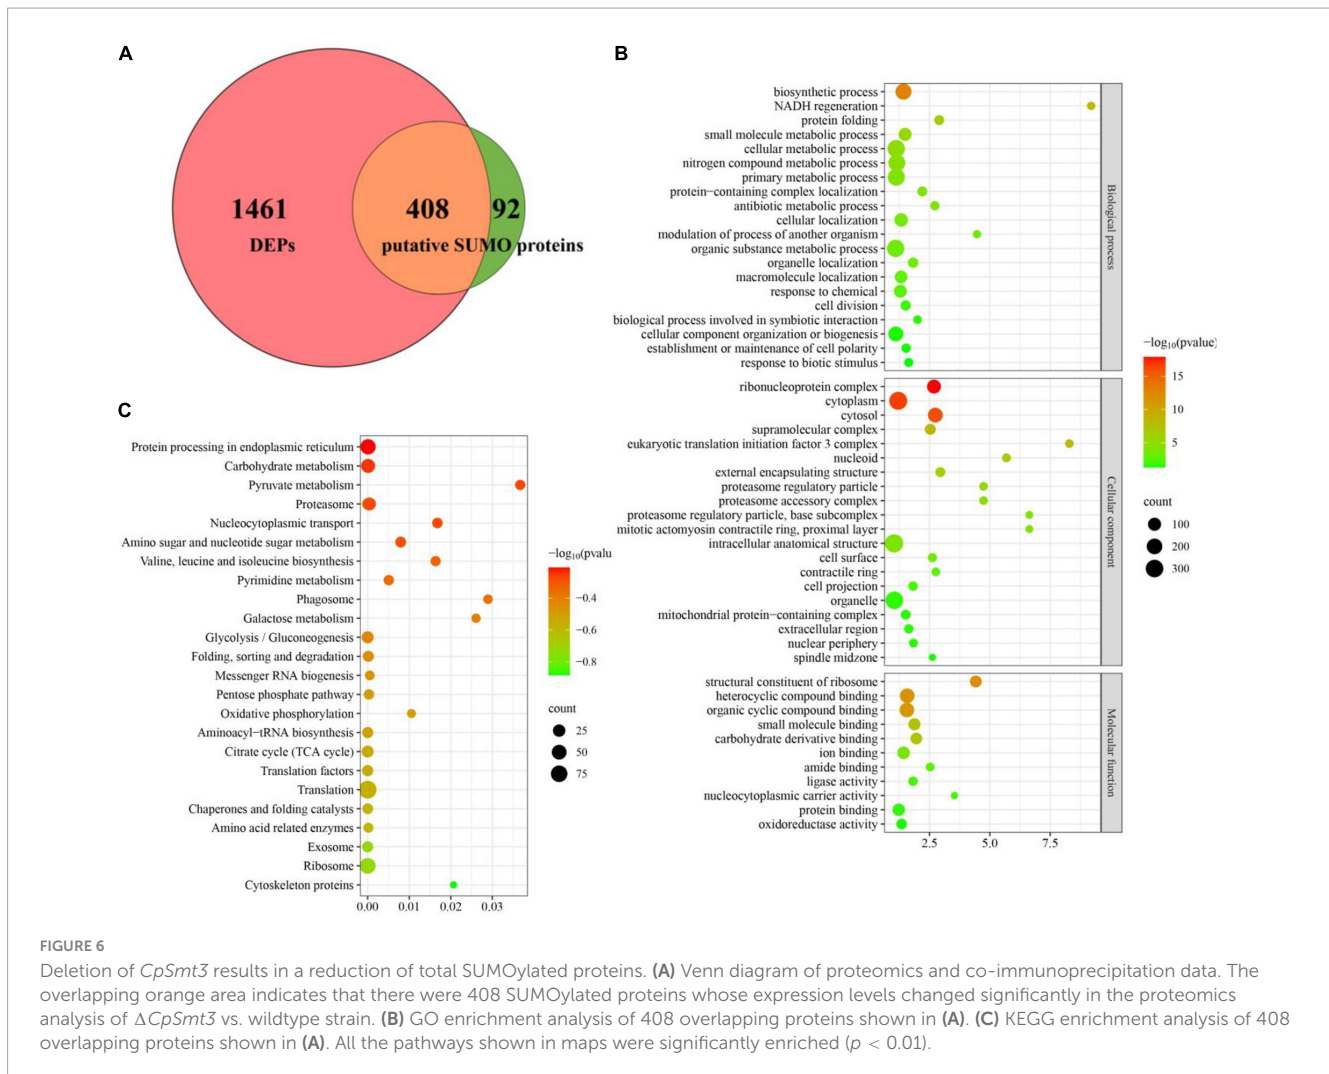 A
1461
408
92
DEPs
putative SUMO proteins
B
biosynthetic process
NADH regeneration
protein folding
small molecule metabolic process
cellular metabolic process
nitrogen compound metabolic process
primary metabolic process
protein−containing complex localization
antibiotic metabolic process
cellular localization
modulation of process of another organism
organic substance metabolic process
organelle localization
macromolecule localization
response to chemical
cell division
biological process involved in symbiotic interaction
cellular component organization or biogenesis
establishment or maintenance of cell polarity
response to biotic stimulus
Biological process
ribonucleoprotein complex
cytoplasm
cytosol
supramolecular complex
eukaryotic translation initiation factor 3 complex
nucleoid
external encapsulating structure
proteasome regulatory particle
proteasome accessory complex
proteasome regulatory particle, base subcomplex
mitotic actomyosin contractile ring, proximal layer
intracellular anatomical structure
cell surface
contractile ring
cell projection
organelle
mitochondrial protein−containing complex
extracellular region
nuclear periphery
spindle midzone
Cellular component
structural constituent of ribosome
heterocyclic compound binding
organic cyclic compound binding
small molecule binding
carbohydrate derivative binding
ion binding
amide binding
ligase activity
nucleocytoplasmic carrier activity
protein binding
oxidoreductase activity
Molecular function
2.5 5.0 7.5
−log10(pvalue)
15
10
5
count
100
200
300
C
Protein processing in endoplasmic reticulum
Carbohydrate metabolism
Pyruvate metabolism
Proteasome
Nucleocytoplasmic transport
Amino sugar and nucleotide sugar metabolism
Valine, leucine and isoleucine biosynthesis
Pyrimidine metabolism
Phagosome
Galactose metabolism
Glycolysis / Gluconeogenesis
Folding, sorting and degradation
Messenger RNA biogenesis
Pentose phosphate pathway
Oxidative phosphorylation
Aminoacyl−tRNA biosynthesis
Citrate cycle (TCA cycle)
Translation factors
Translation
Chaperones and folding catalysts
Amino acid related enzymes
Exosome
Ribosome
Cytoskeleton proteins
0.00 0.01 0.02 0.03
−log10(pvalu
−0.4
−0.6
−0.8
count
25
50
75
FIGURE 6
Deletion of CpSmt3 results in a reduction of total SUMOylated proteins. (A) Venn diagram of proteomics and co-immunoprecipitation data. The
overlapping orange area indicates that there were 408 SUMOylated proteins whose expression levels changed significantly in the proteomics
analysis of ΔCpSmt3 vs. wildtype strain. (B) GO enrichment analysis of 408 overlapping proteins shown in (A). (C) KEGG enrichment analysis of 408
overlapping proteins shown in (A). All the pathways shown in maps were significantly enriched (p < 0.01).